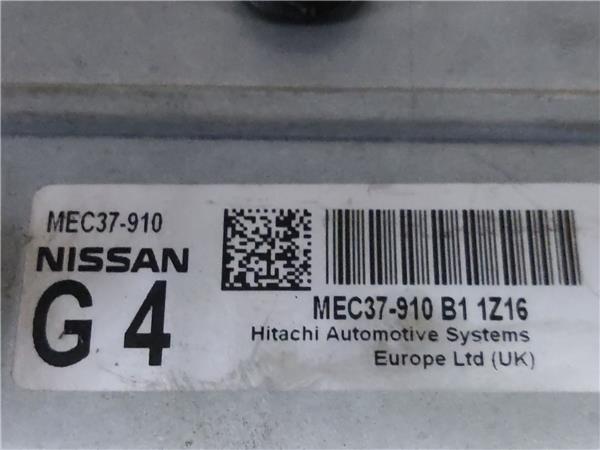 MEC37-910
NISSAN
G 4
MEC37-910 B1 1Z16
Hitachi Automotive Systems
Europe Ltd (UK)